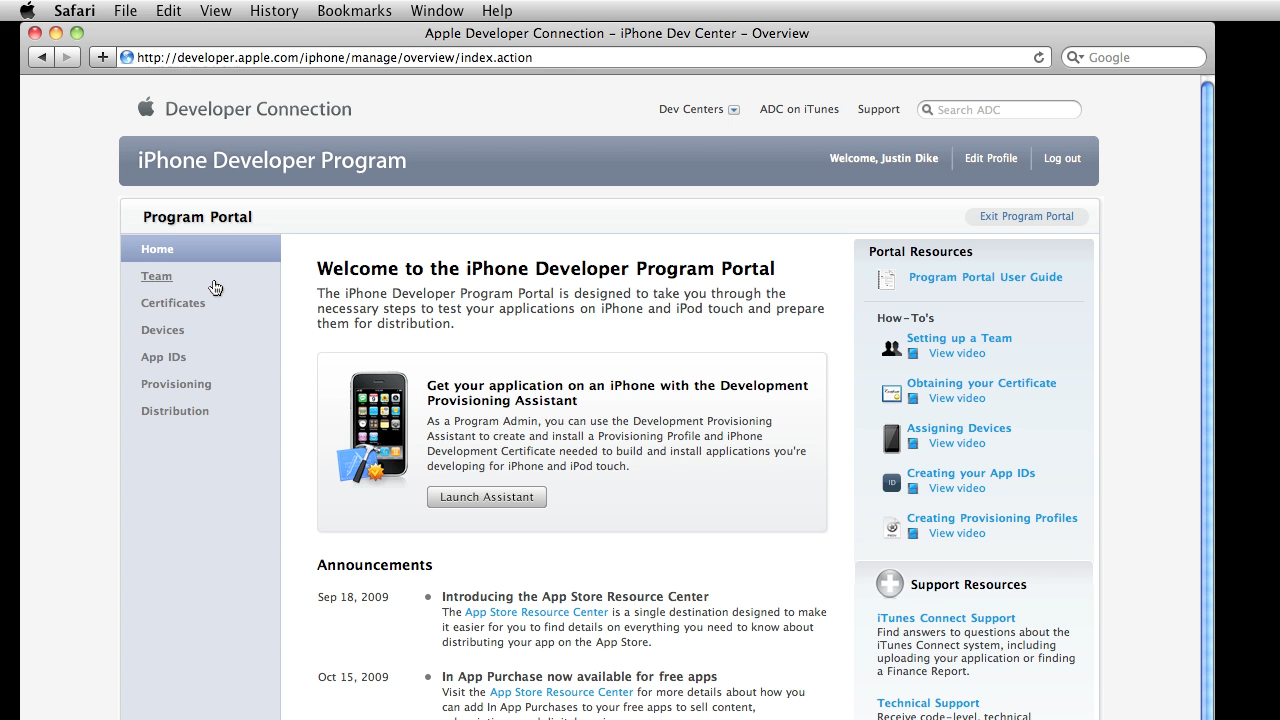 Safari File Edit View History Bookmarks Window Help
Apple Developer Connection – iPhone Dev Center – Overview
http://developer.apple.com/iphone/manage/overview/index.action
Google
Developer Connection
Dev Centers
ADC on iTunes
Support
Search ADC
iPhone Developer Program
Welcome, Justin Dike
Edit Profile
Log out
Program Portal
Exit Program Portal
Home
Team
Certificates
Devices
App IDs
Provisioning
Distribution
Welcome to the iPhone Developer Program Portal
The iPhone Developer Program Portal is designed to take you through the
necessary steps to test your applications on iPhone and iPod touch and prepare
them for distribution.
Get your application on an iPhone with the Development
Provisioning Assistant
As a Program Admin, you can use the Development Provisioning
Assistant to create and install a Provisioning Profile and iPhone
Development Certificate needed to build and install applications you're
developing for iPhone and iPod touch.
Launch Assistant
Announcements
Sep 18, 2009
Introducing the App Store Resource Center
The App Store Resource Center is a single destination designed to make
it easier for you to find details on everything you need to know about
distributing your app on the App Store.
Oct 15, 2009
In App Purchase now available for free apps
Visit the App Store Resource Center for more details about how you
can add In App Purchases to your free apps to sell content,
Portal Resources
Program Portal User Guide
How-To's
Setting up a Team
View video
Obtaining your Certificate
View video
Assigning Devices
View video
ID
Creating your App IDs
View video
Creating Provisioning Profiles
View video
Support Resources
iTunes Connect Support
Find answers to questions about the
iTunes Connect system, including
uploading your application or finding
a Finance Report.
Technical Support
Receive code-level, technical